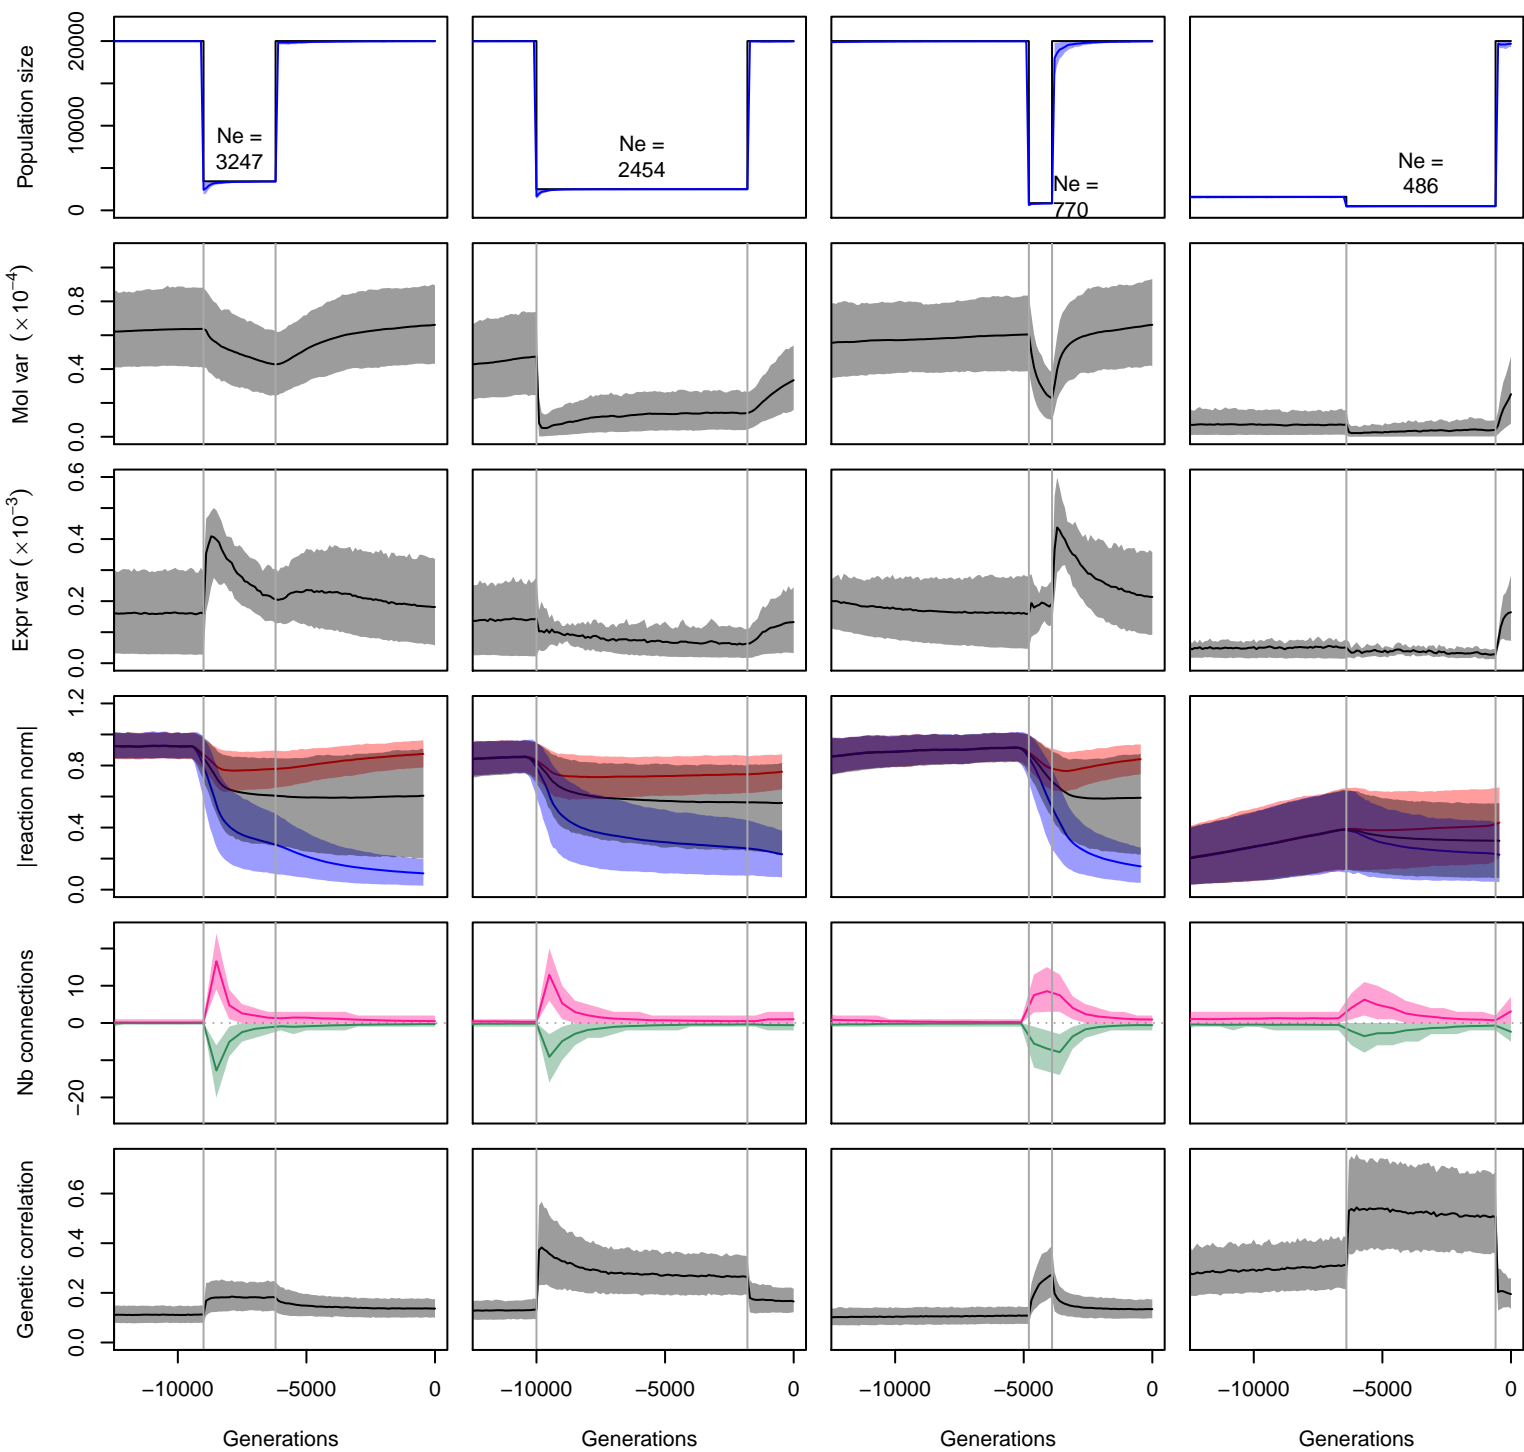 Population size
0
10000
20000
Ne =
3247
Ne =
2454
Ne =
770
Ne =
486
Mol var (×10−4)
0.0
0.4
0.8
Expr var (×10−3)
0.0
0.2
0.4
0.6
|reaction norm|
0.0
0.4
0.8
1.2
Nb connections
−20
0
10
Genetic correlation
0.0
0.2
0.4
0.6
−10000 −5000 0
−10000 −5000 0
−10000 −5000 0
−10000 −5000 0
Generations
Generations
Generations
Generations